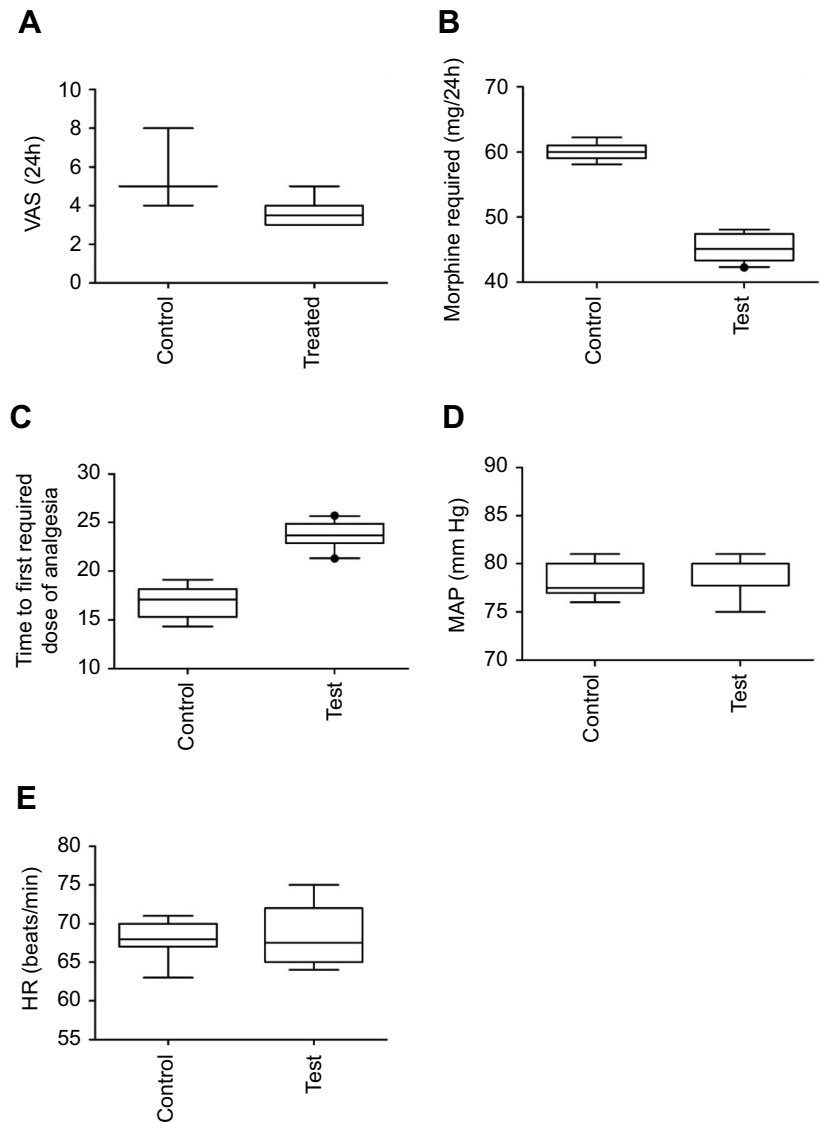 A
VAS (24h)
10
8
6
4
2
0
Control
Treated
B
Morphine required (mg/24h)
70
60
50
40
Control
Test
C
Time to first required
dose of analgesia
30
25
20
15
10
Control
Test
D
MAP (mm Hg)
90
85
80
75
70
Control
Test
E
HR (beats/min)
80
75
70
65
60
55
Control
Test